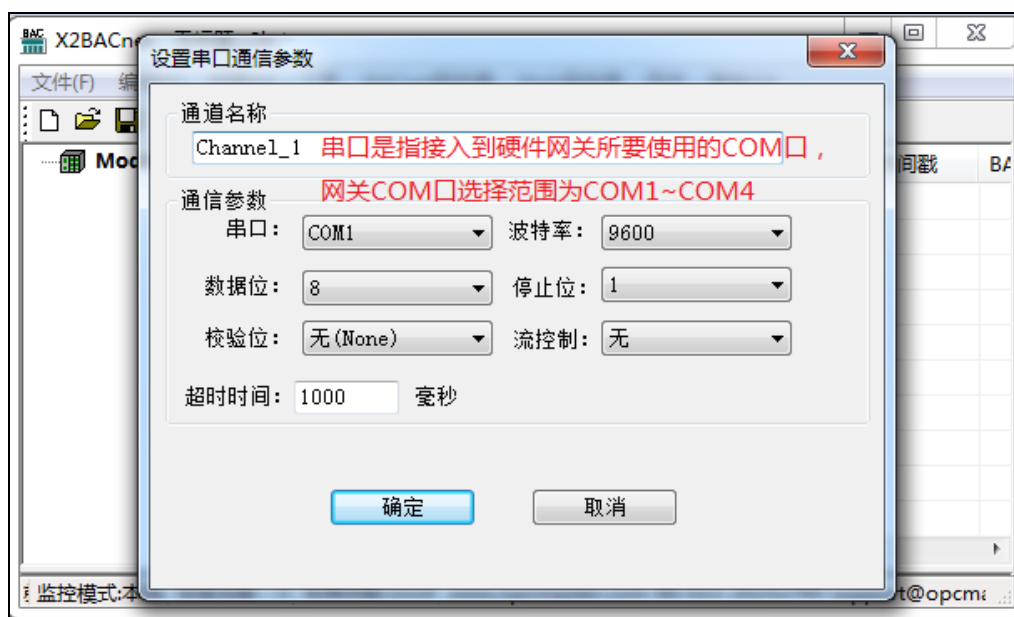 X2BACne
设置串口通信参数
文件(F) 编
通道名称
Channel_1 串口是指接入到硬件网关所要使用的COM口，
Mod
间戳 BA
网关COM口选择范围为COM1~COM4
通信参数
串口： COM1 波特率： 9600
数据位： 8 停止位： 1
校验位： 无(None) 流控制： 无
超时时间： 1000 毫秒
确定 取消
监控模式:本
rt@opcma